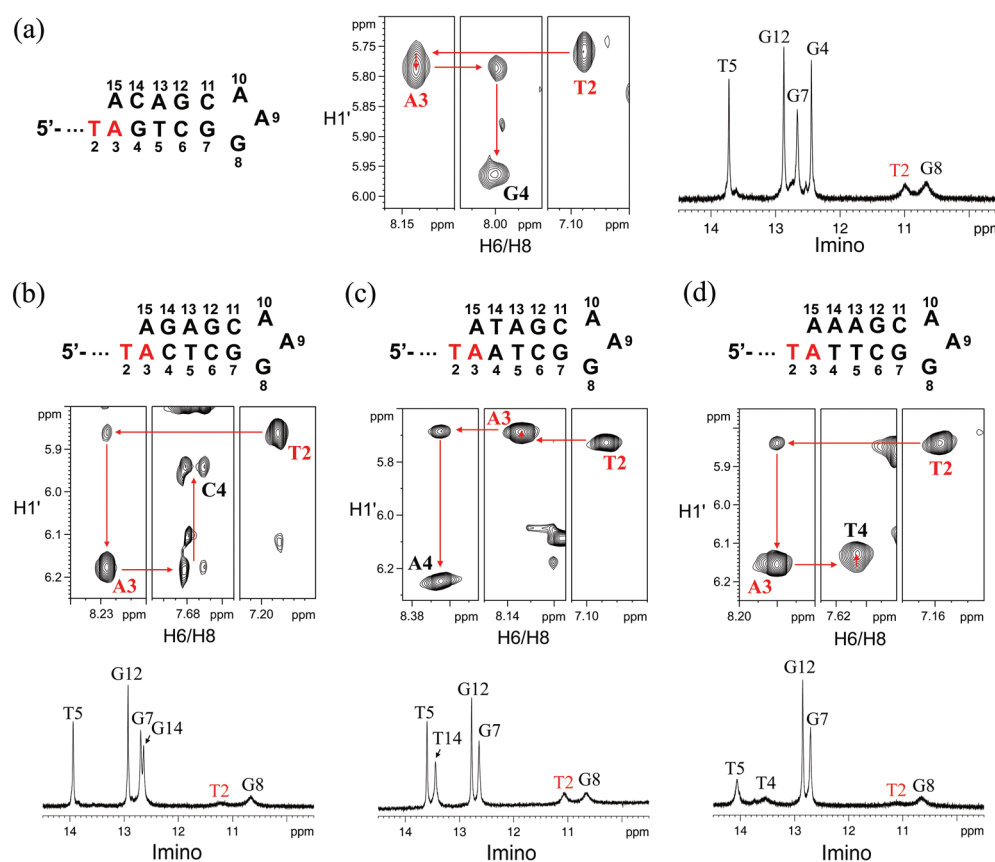 (a)
15 14 13 12 11 10
A C A G C A
A 9
5'- ... T A G T C G G
2 3 4 5 6 7 8
ppm
5.75
5.80
5.85
5.90
5.95
6.00
H1'
A3
G4
T2
8.15 ppm 8.00 ppm 7.10 ppm
H6/H8
T5 G12 G7 G4 T2 G8
14 13 12 11 ppm
Imino
(b)
15 14 13 12 11 10
A G A G C A
A 9
5'- ... T A C T C G G
2 3 4 5 6 7 8
ppm
5.9
6.0
6.1
6.2
H1'
T2
C4
A3
8.23 ppm 7.68 ppm 7.20 ppm
H6/H8
T5 G12 G7 G14 T2 G8
14 13 12 11 ppm
Imino
(c)
15 14 13 12 11 10
A T A G C A
A 9
5'- ... T A A T C G G
2 3 4 5 6 7 8
ppm
5.8
6.0
6.2
H1'
A3
T2
A4
8.38 ppm 8.14 ppm 7.10 ppm
H6/H8
T5 T14 G12 G7 T2 G8
14 13 12 11 ppm
Imino
(d)
15 14 13 12 11 10
A A A G C A
A 9
5'- ... T A T T C G G
2 3 4 5 6 7 8
ppm
5.9
6.0
6.1
6.2
H1'
T2
T4
A3
8.20 ppm 7.62 ppm 7.16 ppm
H6/H8
T5 T4 G12 G7 T2 G8
14 13 12 11 ppm
Imino